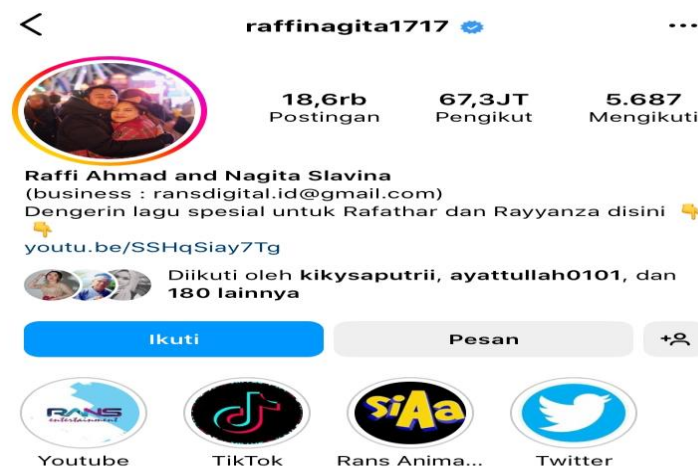 raffinagita1717
18,6rb 67,3JT 5.687
Postingan Pengikut Mengikuti
Raffi Ahmad and Nagita Slavina
(business : ransdigital.id@gmail.com)
Dengerin lagu spesial untuk Rafathar dan Rayyanza disini 👇
👇
youtu.be/SSHqSiay7Tg
Diikuti oleh kikysaputrii, ayattullah0101, dan
180 lainnya
Ikuti Pesan
RANS
entertainment
SiAa
Youtube TikTok Rans Anima... Twitter